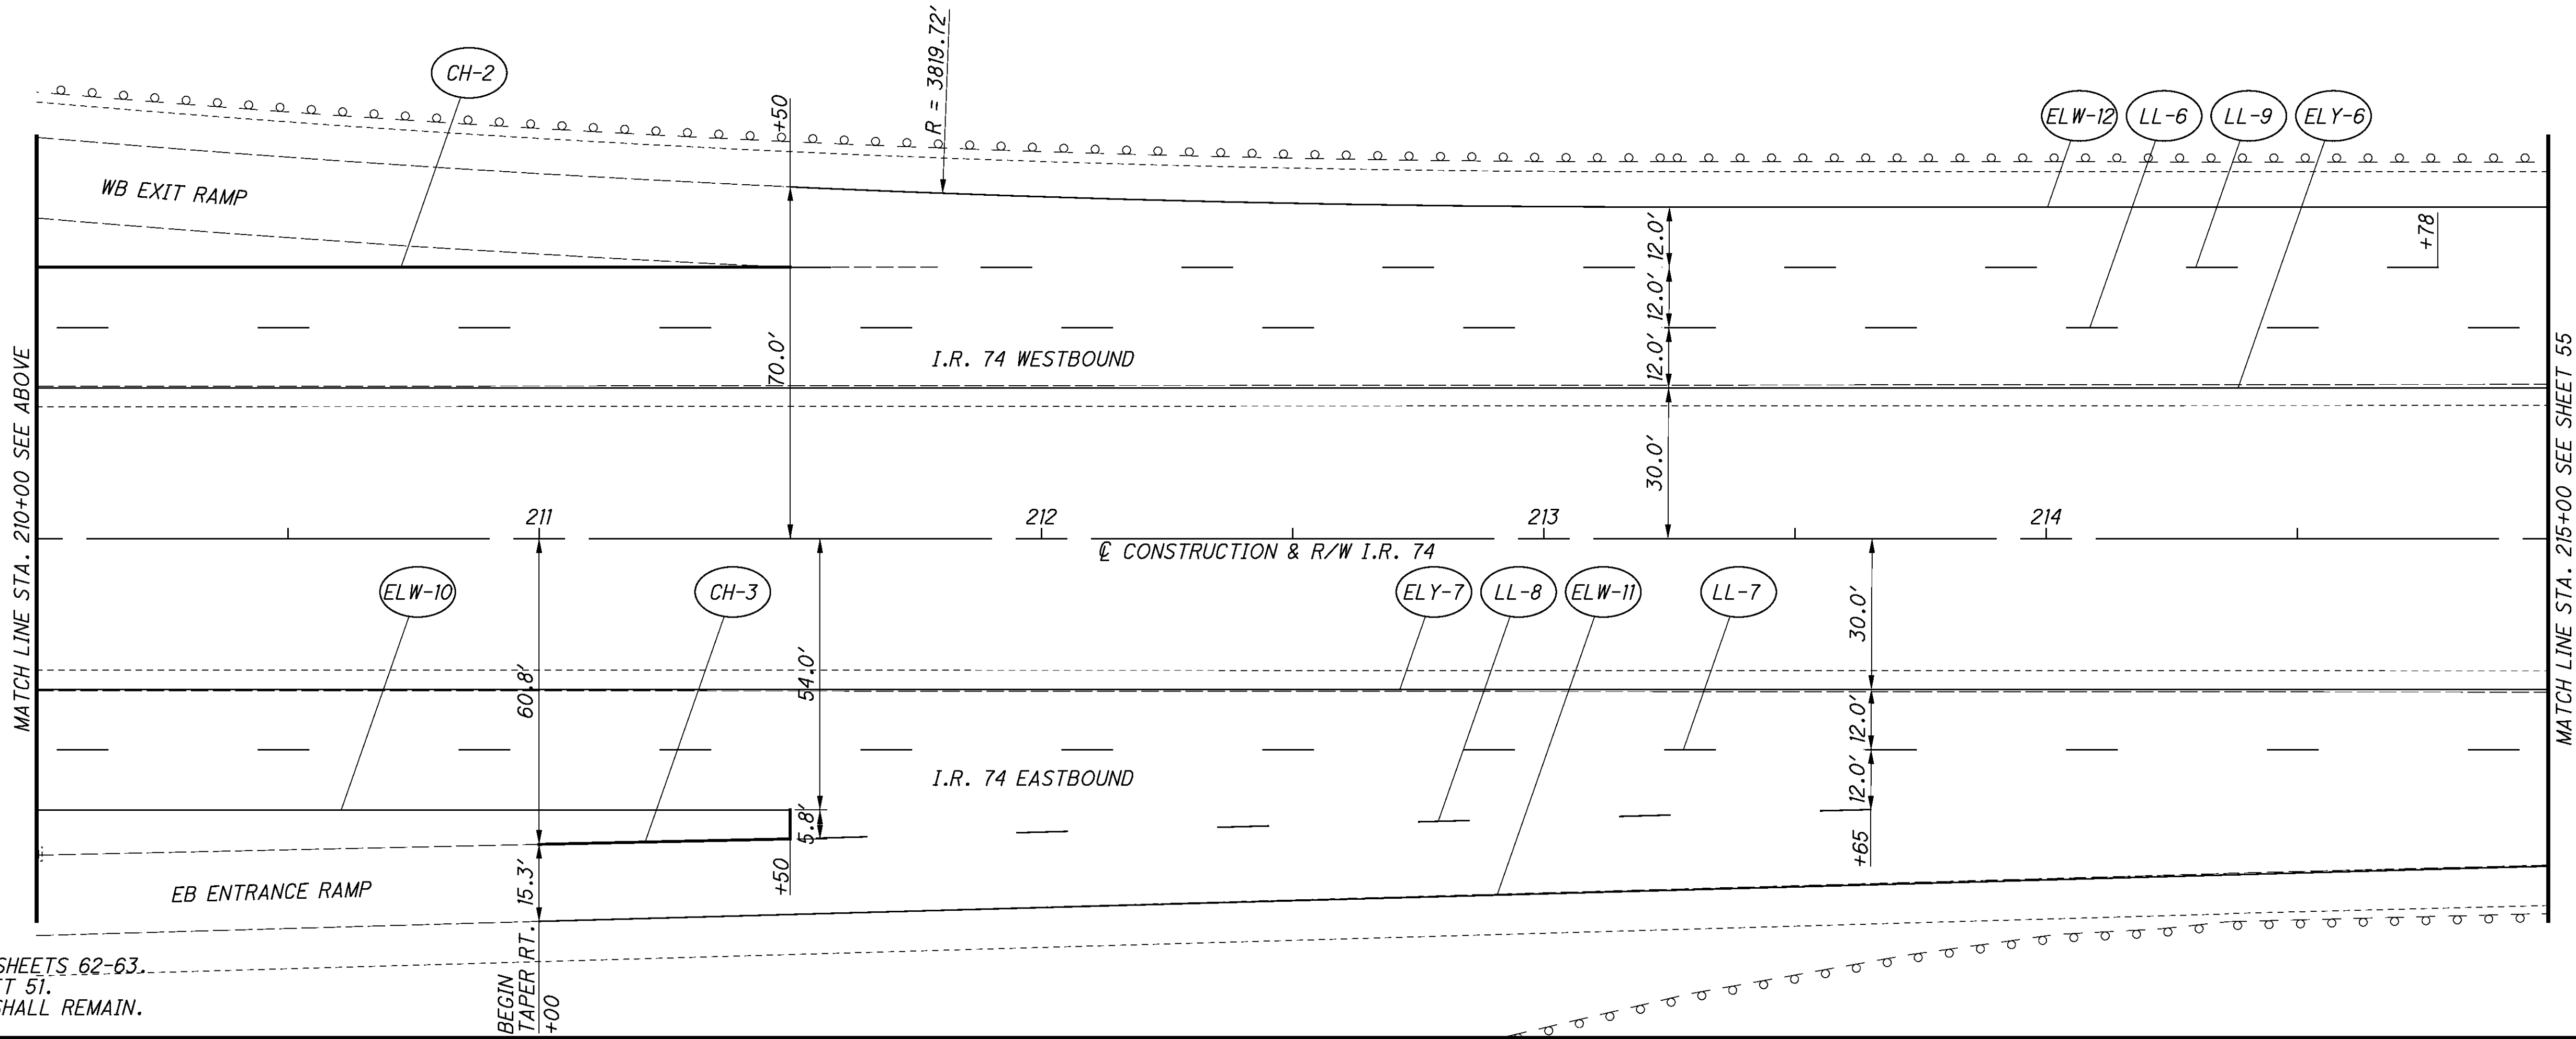 CH-2
R = 3819.72'
+50
ELW-12
LL-6
LL-9
ELY-6
WB EXIT RAMP
12.0'
12.0'
12.0'
+78
70.0'
I.R. 74 WESTBOUND
30.0'
MATCH LINE STA. 210+00 SEE ABOVE
MATCH LINE STA. 215+00 SEE SHEET 55
211
212
213
214
℄ CONSTRUCTION & R/W I.R. 74
ELW-10
CH-3
ELY-7
LL-8
ELW-11
LL-7
60.8'
54.0'
30.0'
12.0'
12.0'
I.R. 74 EASTBOUND
5.8'
+50
+65
15.3'
EB ENTRANCE RAMP
BEGIN
TAPER RT.
+00
SHEETS 62-63.
T 51.
SHALL REMAIN.